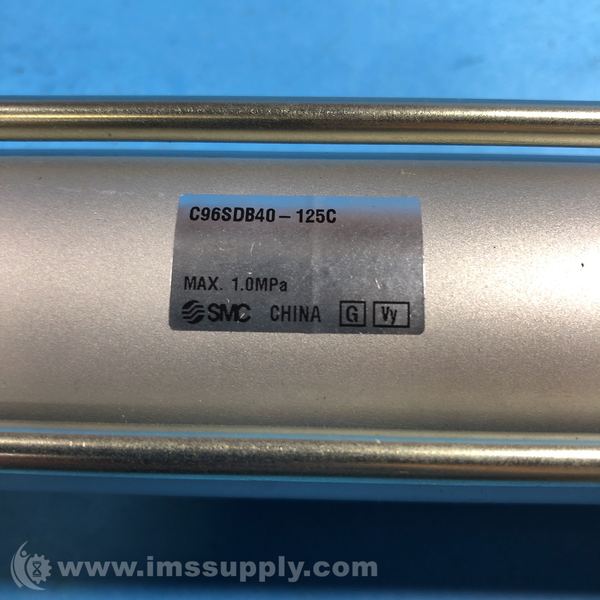 C96SDB40-125C
MAX. 1.0MPa
SMC CHINA G Vy
www.imssupply.com